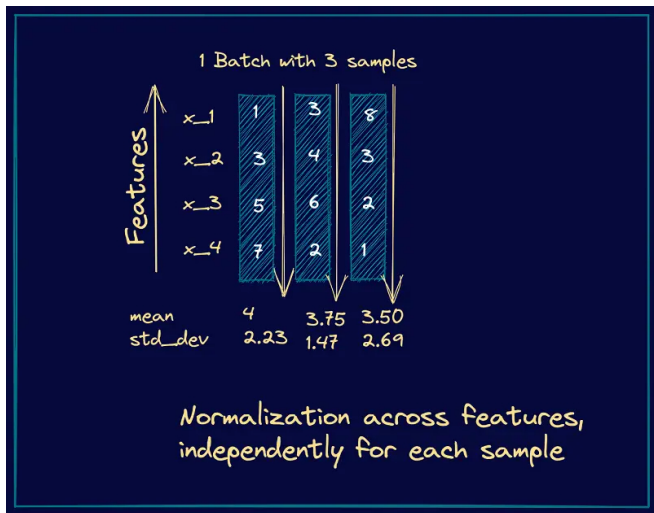 1 Batch with 3 samples
Features
x_1 1 3 8
x_2 3 4 3
x_3 5 6 2
x_4 7 2 1
mean 4 3.75 3.50
std_dev 2.23 1.47 2.69
Normalization across features,
independently for each sample